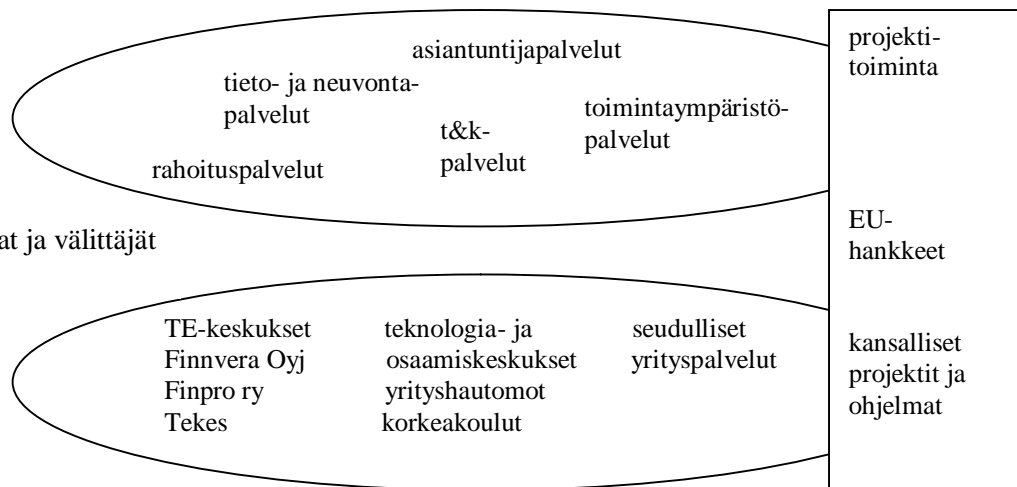 asiantuntijapalvelut
tieto- ja neuvonta-
palvelut
t&k-
palvelut
toimintaympäristö-
palvelut
rahoituspalvelut
projekti-
toiminta
EU-
hankkeet
kansalliset
projektit ja
ohjelmat
at ja välittäjät
TE-keskukset
Finnvera Oyj
Finpro ry
Tekes
teknologia- ja
osaamiskeskukset
yrityshautomot
korkeakoulut
seudulliset
yrityspalvelut